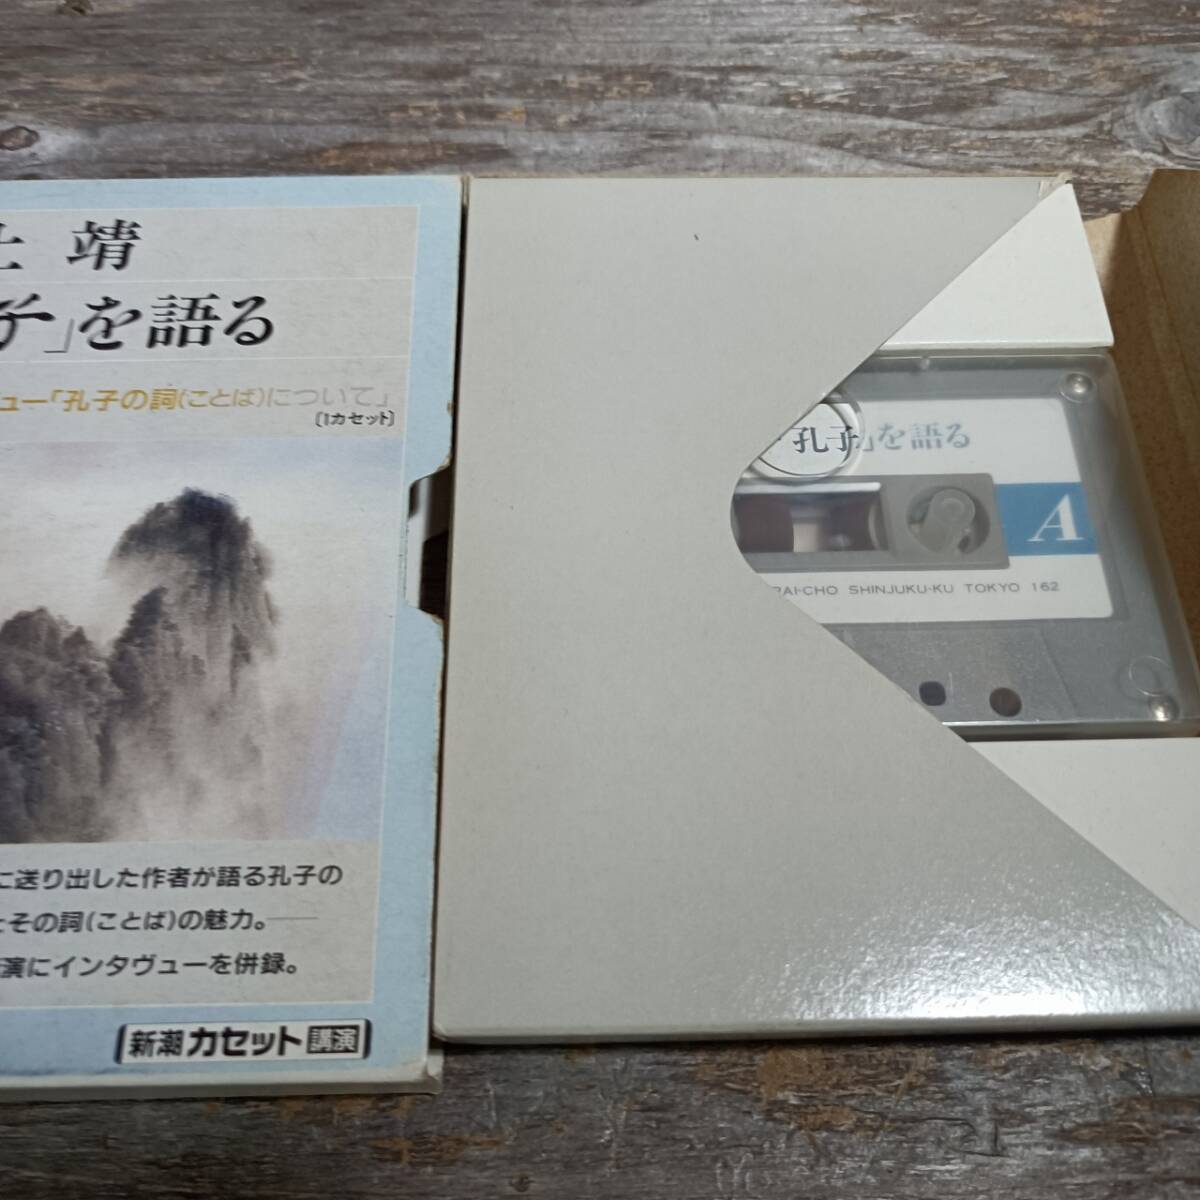 上 靖
子」を語る
ュー「孔子の詞(ことば)について」
〔1カセット〕
に送り出した作者が語る孔子の
とその詞(ことば)の魅力。──
演にインタヴューを併録。
新潮カセット 講演
孔子」を語る
A
RAI-CHO SHINJUKU-KU TOKYO 162